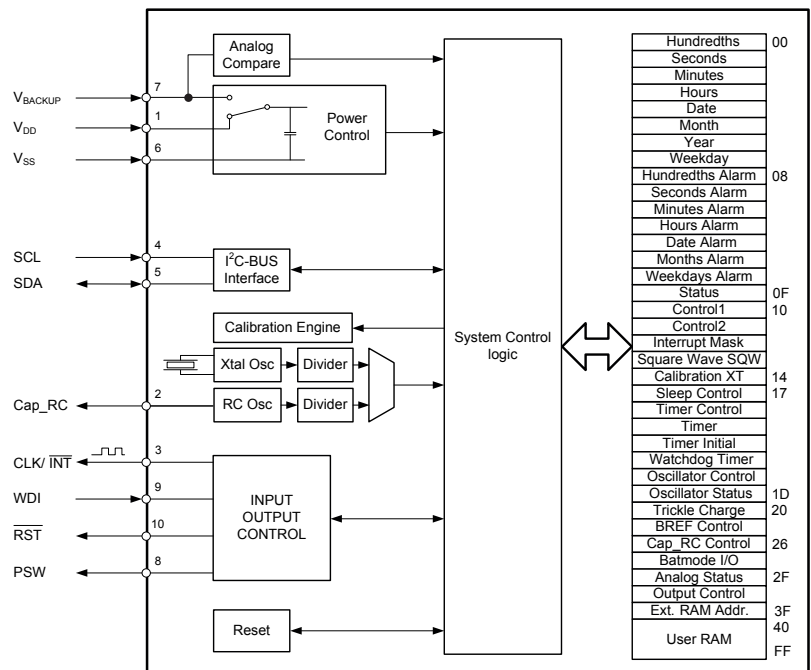 V_BACKUP
7
V_DD
1
V_SS
6
SCL
4
SDA
5
Cap_RC
2
CLK/ INT
3
WDI
9
RST
10
PSW
8
Analog
Compare
Power
Control
I²C-BUS
Interface
Calibration Engine
Xtal Osc
Divider
RC Osc
Divider
INPUT
OUTPUT
CONTROL
Reset
System Control
logic
Hundredths 00
Seconds
Minutes
Hours
Date
Month
Year
Weekday
Hundredths Alarm 08
Seconds Alarm
Minutes Alarm
Hours Alarm
Date Alarm
Months Alarm
Weekdays Alarm
Status 0F
Control1 10
Control2
Interrupt Mask
Square Wave SQW
Calibration XT 14
Sleep Control 17
Timer Control
Timer
Timer Initial
Watchdog Timer
Oscillator Control
Oscillator Status 1D
Trickle Charge 20
BREF Control
Cap_RC Control 26
Batmode I/O
Analog Status 2F
Output Control
Ext. RAM Addr. 3F
40
User RAM
FF